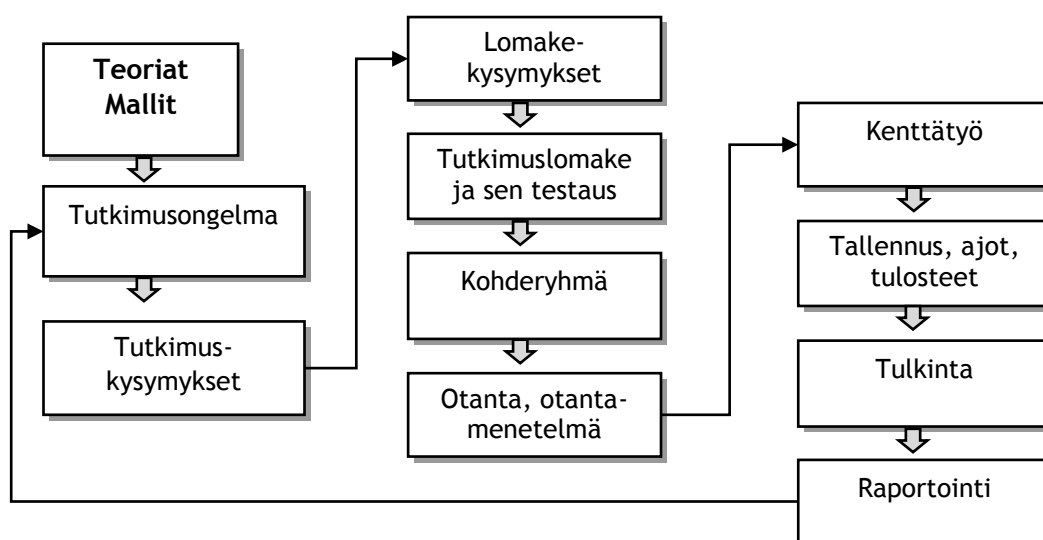 Teoriat
Mallit
Tutkimusongelma
Tutkimus-
kysymykset
Lomake-
kysymykset
Tutkimuslomake
ja sen testaus
Kohderyhmä
Otanta, otanta-
menetelmä
Kenttätyö
Tallennus, ajot,
tulosteet
Tulkinta
Raportointi